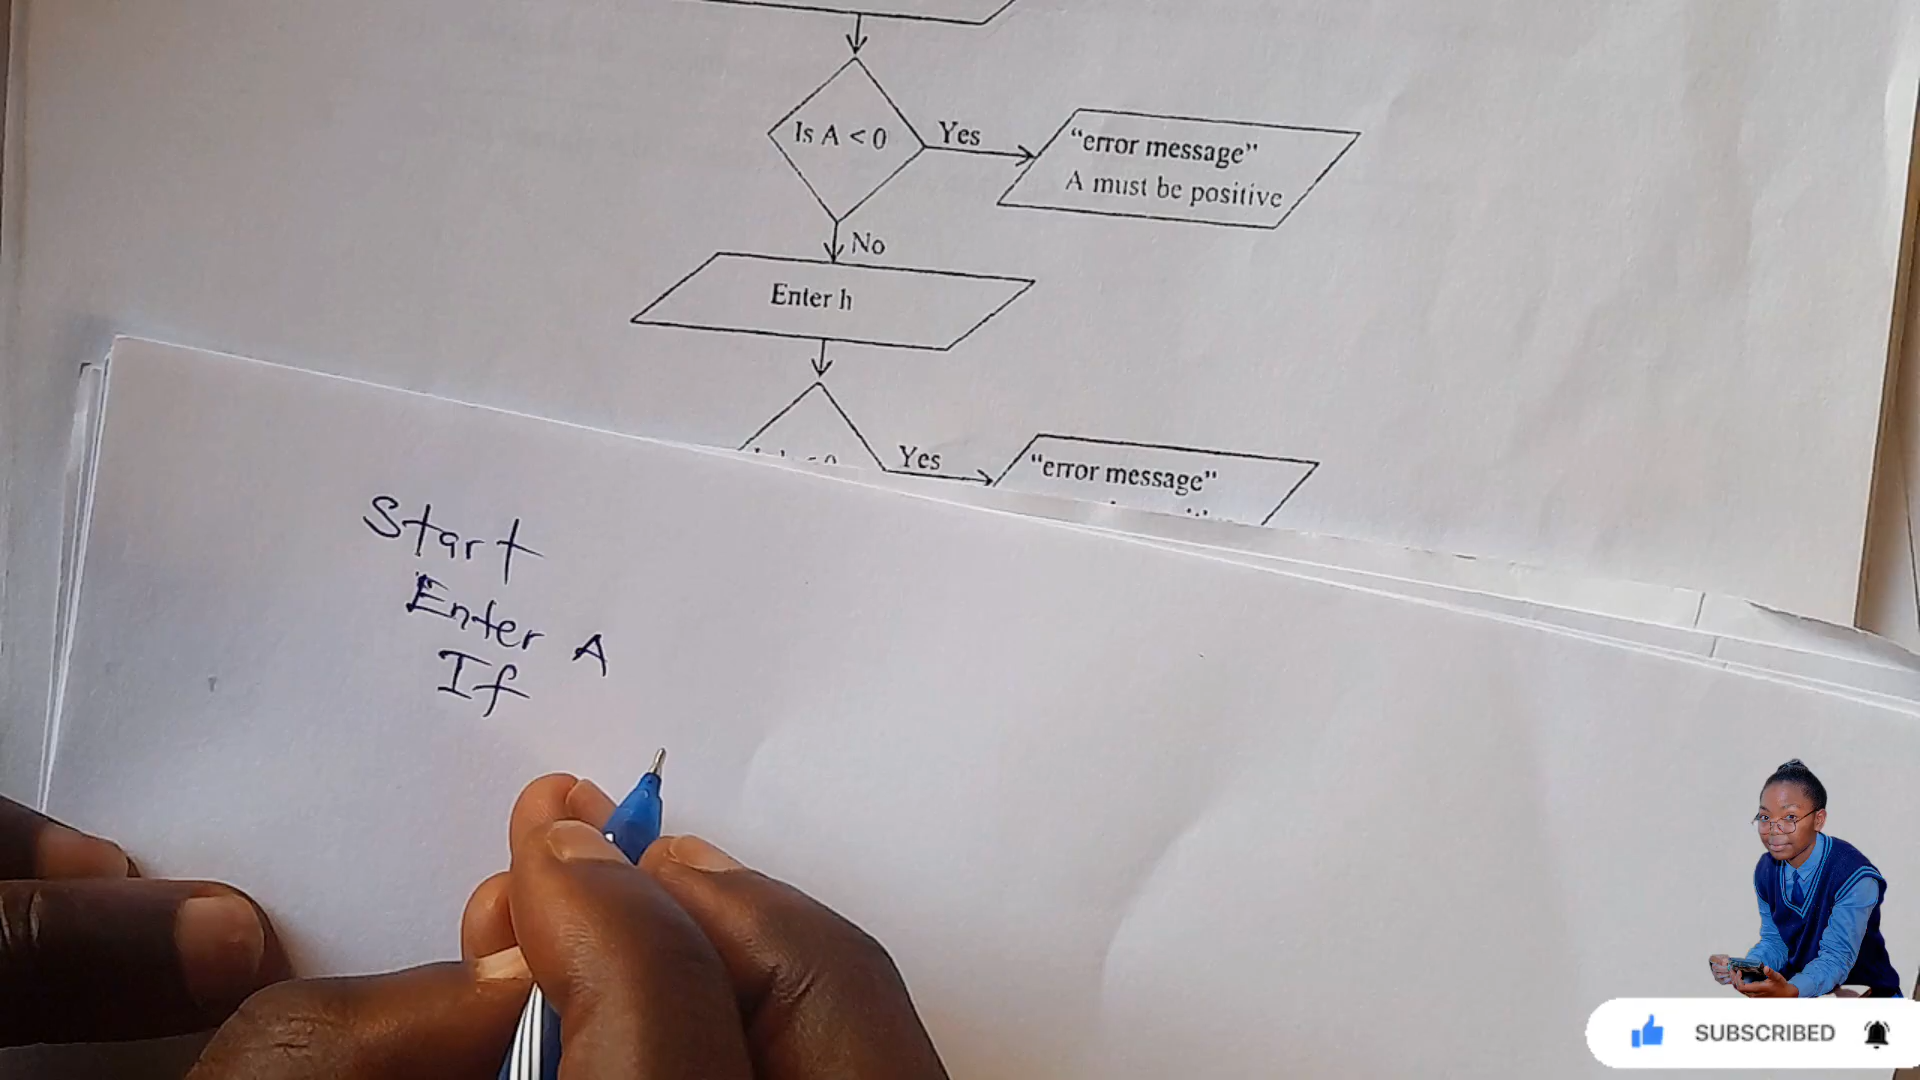 Is A < 0
Yes
"error message"
A must be positive
No
Enter h
Yes
"error message"
Start
Enter A
If
SUBSCRIBED